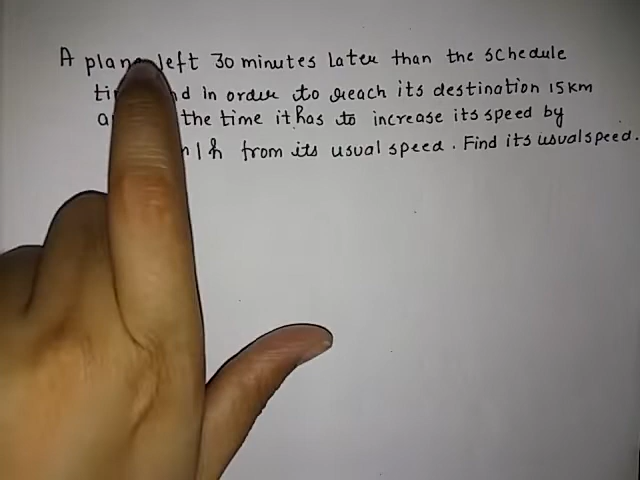 A plane left 30 minutes later than the schedule
in order to reach its destination 15km
the time it has to increase its speed by
/h from its usual speed. Find its usual speed.